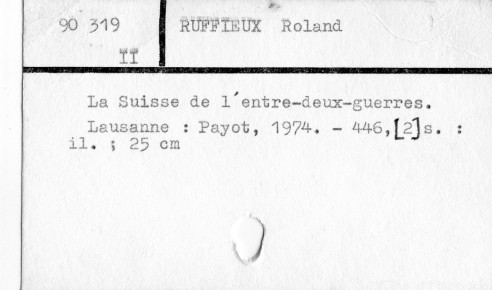 90 319 RUFFIEUX Roland
II
La Suisse de l'entre-deux-guerres.
Lausanne : Payot, 1974. - 446,[2]s. :
il. ; 25 cm